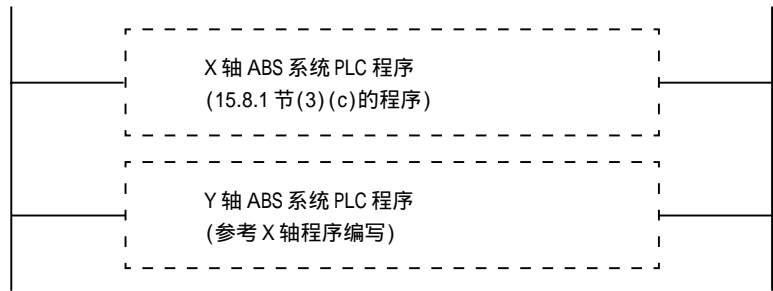 X 轴 ABS 系统 PLC 程序
(15.8.1 节(3)(c)的程序)
Y 轴 ABS 系统 PLC 程序
(参考 X 轴程序编写)